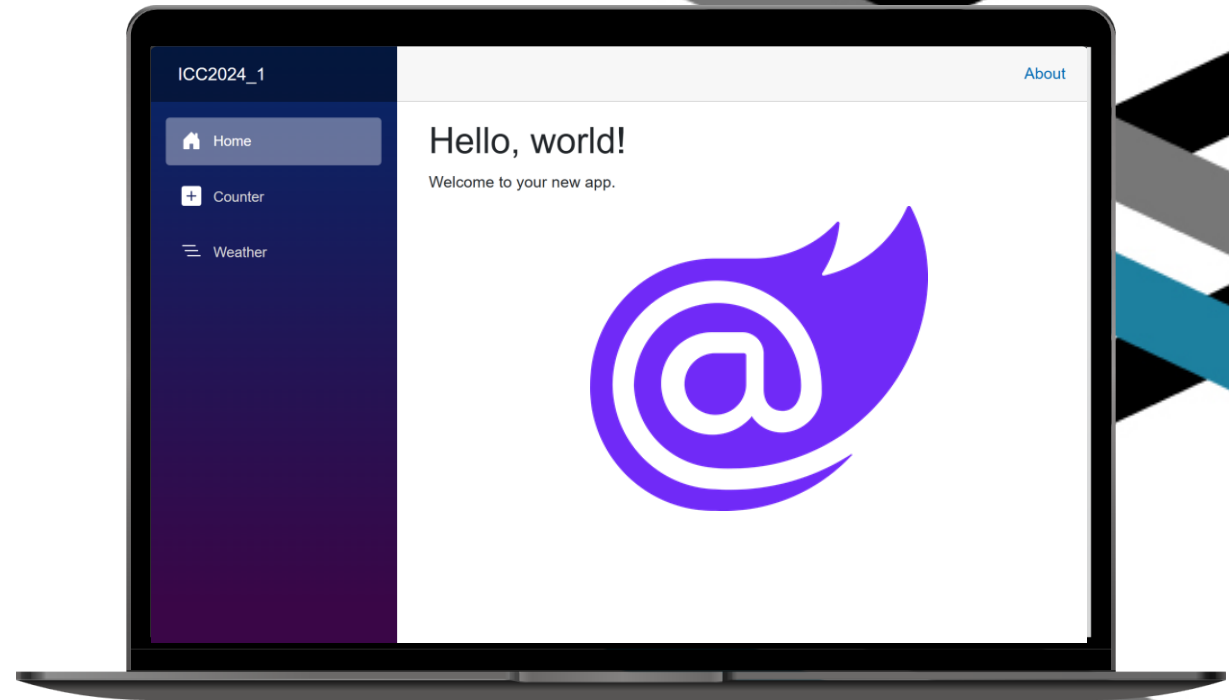 ICC2024_1
About
Home
Counter
Weather
Hello, world!
Welcome to your new app.
@